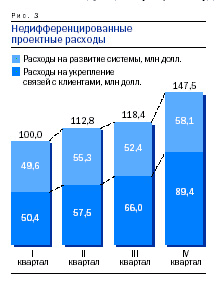 Рис. 3
Недифференцированные
проектные расходы
Расходы на развитие системы, млн долл.
Расходы на укрепление
связей с клиентами, млн долл.
147,5
118,4
112,8
100,0
58,1
52,4
55,3
49,6
89,4
66,0
57,5
50,4
I
II
III
IV
квартал
квартал
квартал
квартал